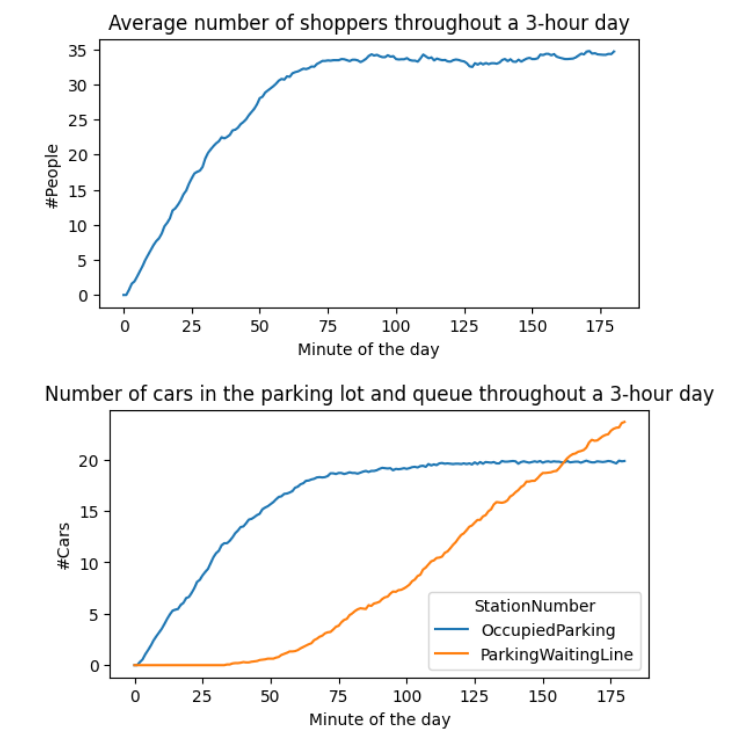 Average number of shoppers throughout a 3-hour day
35
30
25
20
15
10
5
0
#People
0 25 50 75 100 125 150 175
Minute of the day
Number of cars in the parking lot and queue throughout a 3-hour day
20
15
10
5
0
#Cars
StationNumber
OccupiedParking
ParkingWaitingLine
0 25 50 75 100 125 150 175
Minute of the day